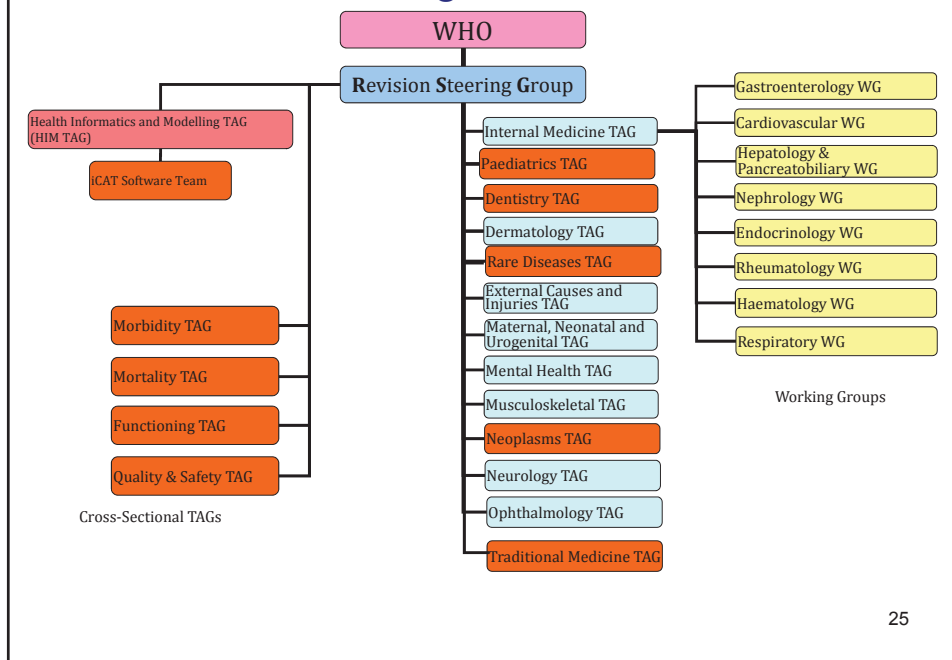 WHO
Revision Steering Group
Health Informatics and Modelling TAG
(HIM TAG)
iCAT Software Team
Morbidity TAG
Mortality TAG
Functioning TAG
Quality & Safety TAG
Cross-Sectional TAGs
Internal Medicine TAG
Paediatrics TAG
Dentistry TAG
Dermatology TAG
Rare Diseases TAG
External Causes and
Injuries TAG
Maternal, Neonatal and
Urogenital TAG
Mental Health TAG
Musculoskeletal TAG
Neoplasms TAG
Neurology TAG
Ophthalmology TAG
Traditional Medicine TAG
Gastroenterology WG
Cardiovascular WG
Hepatology &
Pancreatobiliary WG
Nephrology WG
Endocrinology WG
Rheumatology WG
Haematology WG
Respiratory WG
Working Groups
25